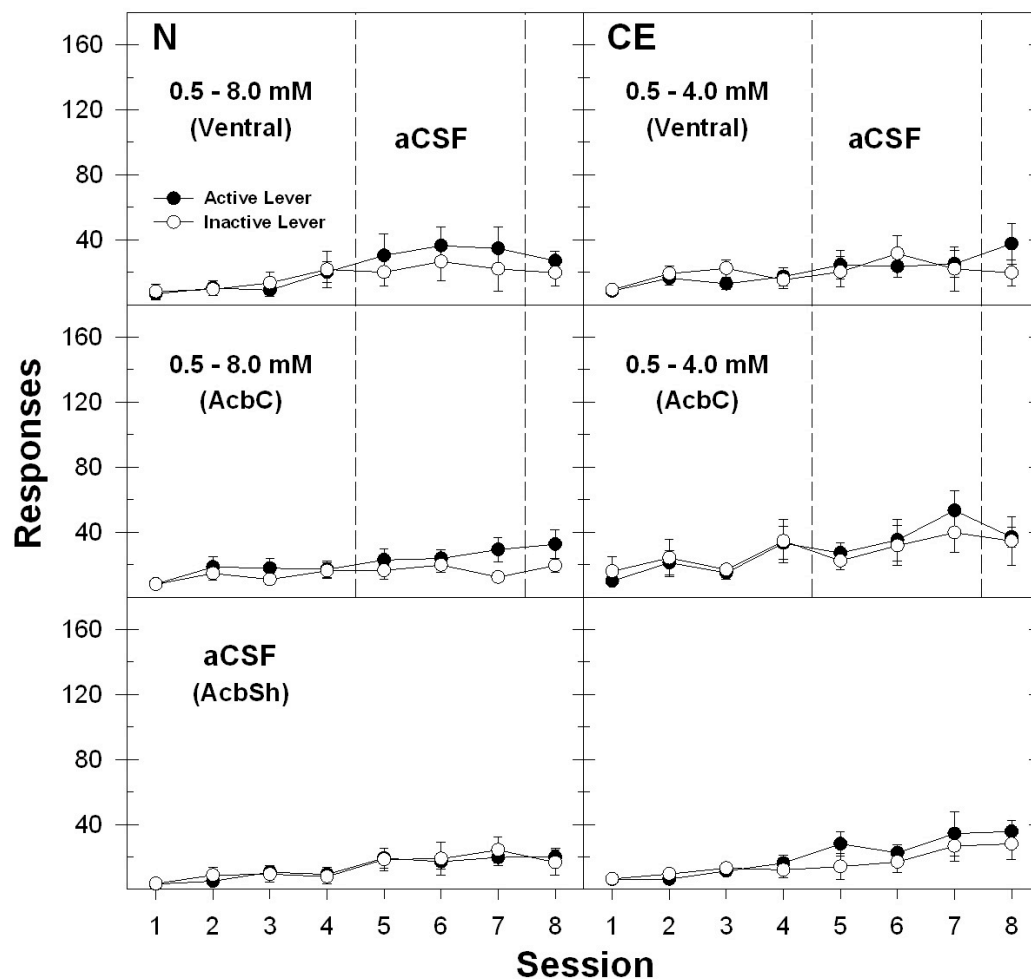 N
0.5 - 8.0 mM
(Ventral)
aCSF
Active Lever
Inactive Lever
160
120
80
40
CE
0.5 - 4.0 mM
(Ventral)
aCSF
Responses
0.5 - 8.0 mM
(AcbC)
160
120
80
40
0.5 - 4.0 mM
(AcbC)
aCSF
(AcbSh)
160
120
80
40
1 2 3 4 5 6 7 8 1 2 3 4 5 6 7 8
Session